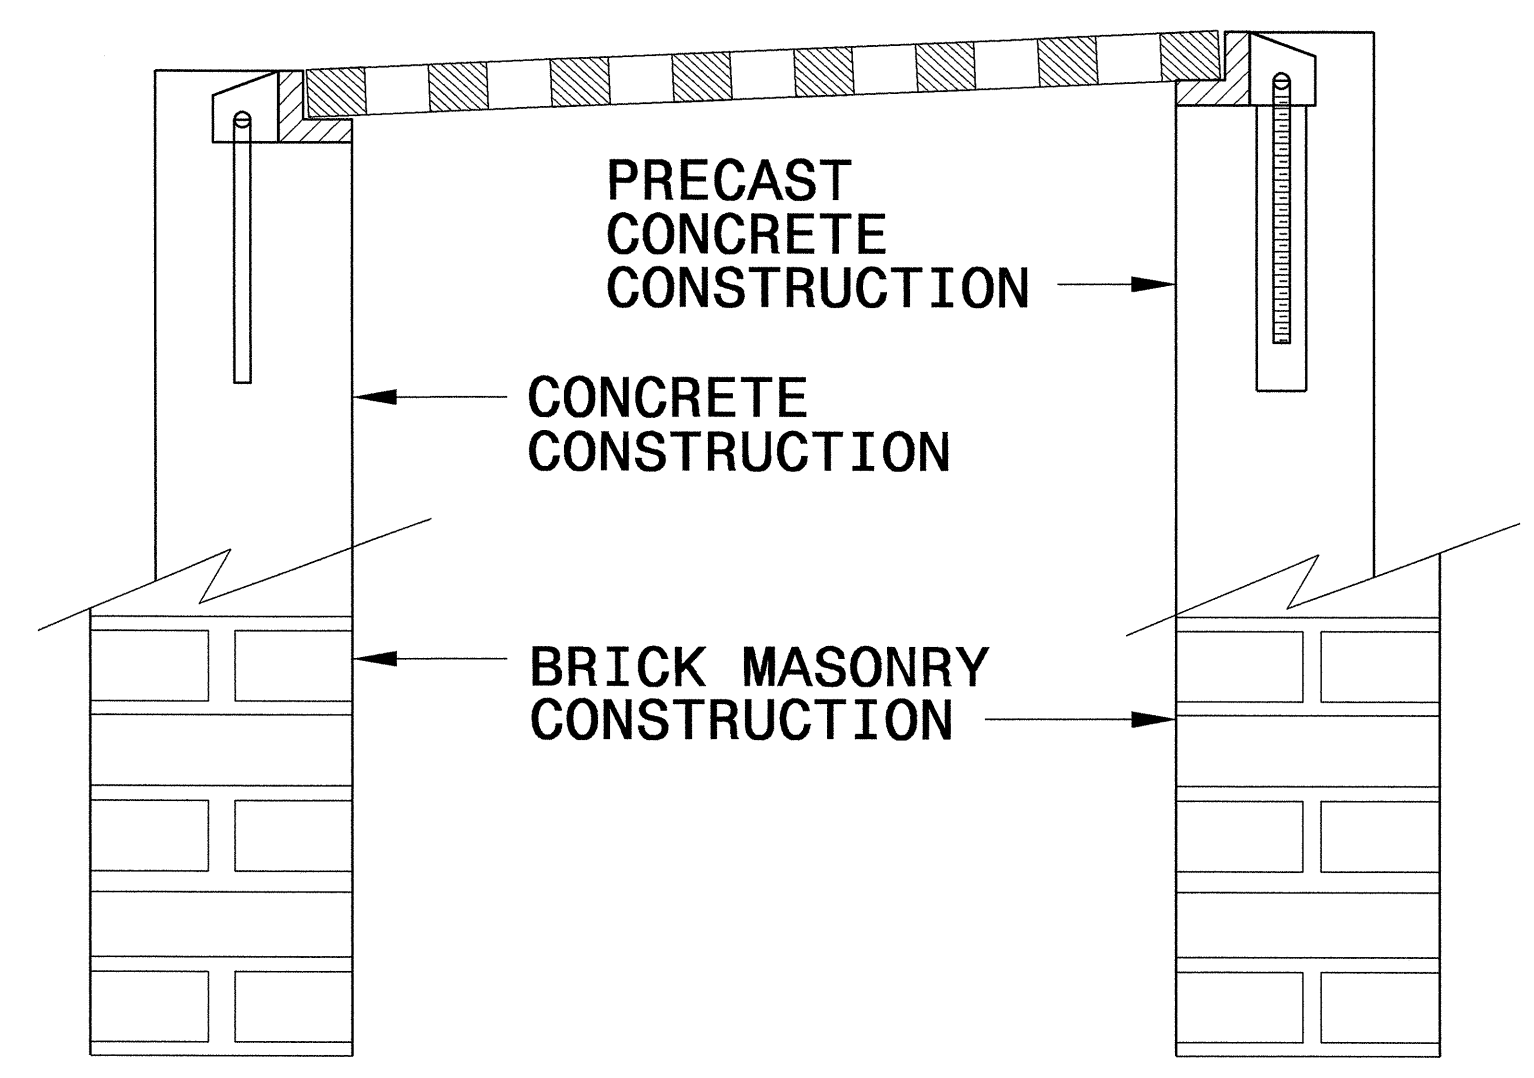 PRECAST
CONCRETE
CONSTRUCTION
CONCRETE
CONSTRUCTION
BRICK MASONRY
CONSTRUCTION